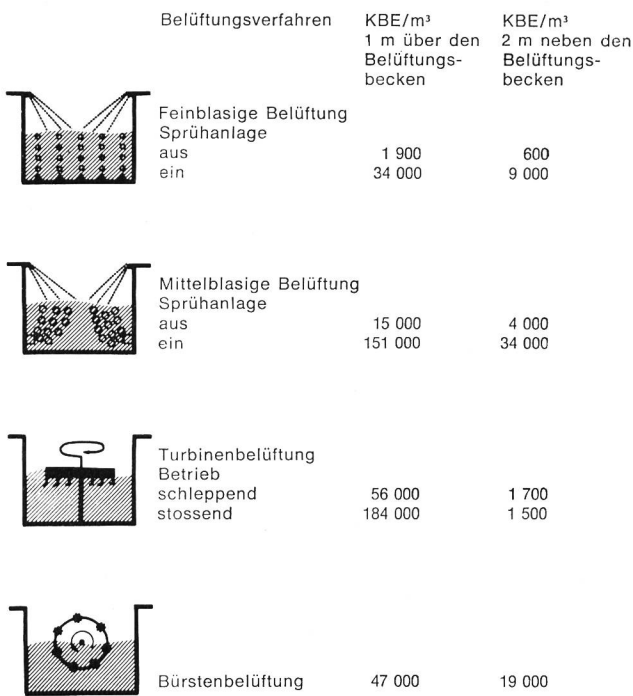 Belüftungsverfahren KBE/m³ KBE/m³
1 m über den 2 m neben den
Belüftungs- Belüftungs-
becken becken
Feinblasige Belüftung
Sprühanlage
aus 1 900 600
ein 34 000 9 000
Mittelblasige Belüftung
Sprühanlage
aus 15 000 4 000
ein 151 000 34 000
Turbinenbelüftung
Betrieb
schleppend 56 000 1 700
stossend 184 000 1 500
Bürstenbelüftung 47 000 19 000